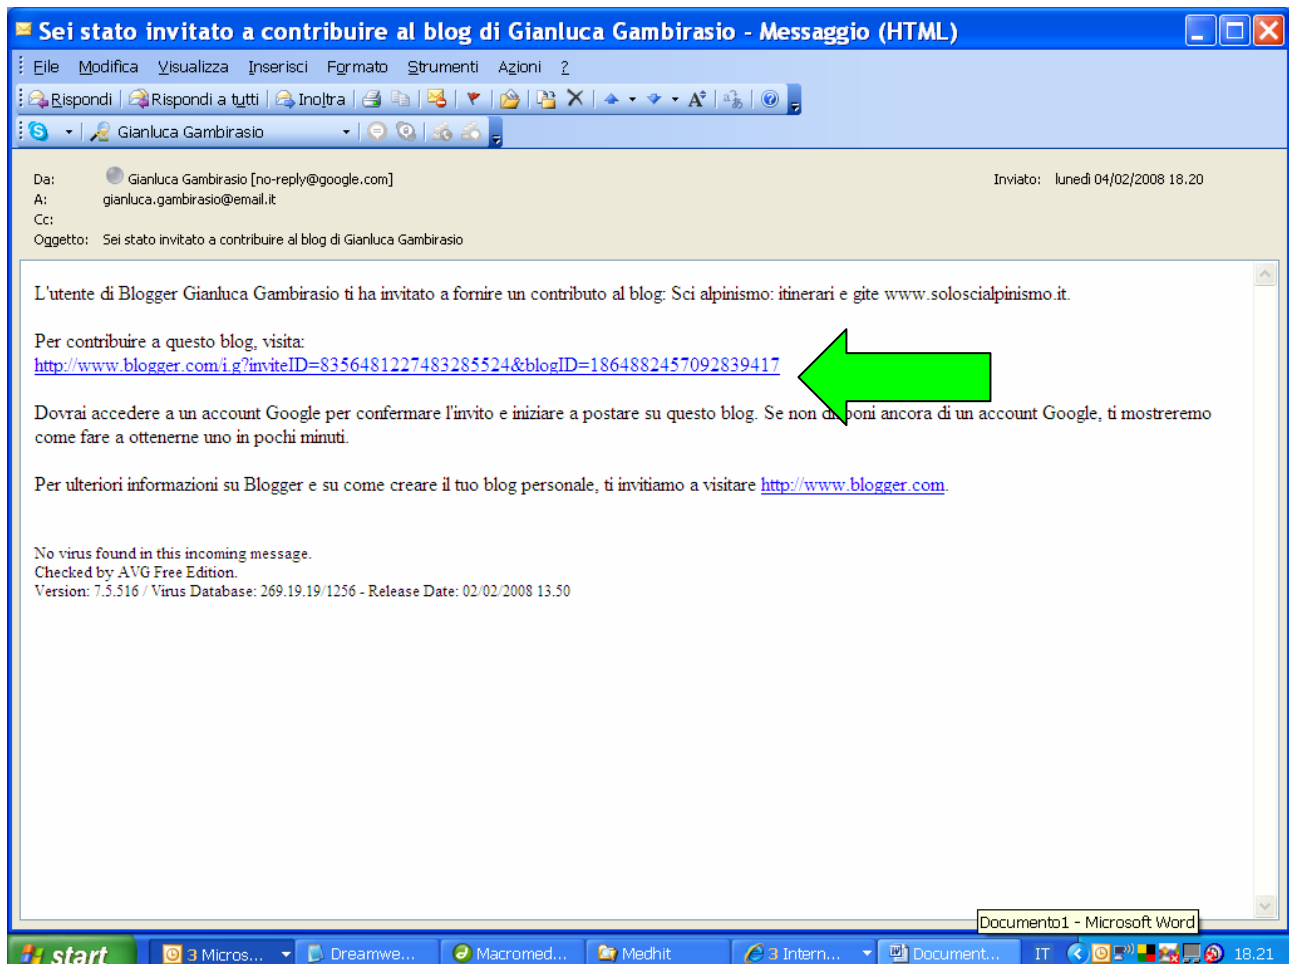 Sei stato invitato a contribuire al blog di Gianluca Gambirasio - Messaggio (HTML)
File Modifica Visualizza Inserisci Formato Strumenti Azioni ?
Rispondi Rispondi a tutti Inoltra
Gianluca Gambirasio
Da: Gianluca Gambirasio [no-reply@google.com] Inviato: lunedì 04/02/2008 18.20
A: gianluca.gambirasio@email.it
Cc:
Oggetto: Sei stato invitato a contribuire al blog di Gianluca Gambirasio
L'utente di Blogger Gianluca Gambirasio ti ha invitato a fornire un contributo al blog: Sci alpinismo: itinerari e gite www.soloscialpinismo.it.
Per contribuire a questo blog, visita:
http://www.blogger.com/i.g?inviteID=8356481227483285524&blogID=1864882457092839417
Dovrai accedere a un account Google per confermare l'invito e iniziare a postare su questo blog. Se non disponi ancora di un account Google, ti mostreremo
come fare a ottenerne uno in pochi minuti.
Per ulteriori informazioni su Blogger e su come creare il tuo blog personale, ti invitiamo a visitare http://www.blogger.com.
No virus found in this incoming message.
Checked by AVG Free Edition.
Version: 7.5.516 / Virus Database: 269.19.19/1256 - Release Date: 02/02/2008 13.50
Documento1 - Microsoft Word
start 3 Micros... Dreamwe... Macromed... Medhit 3 Intern... Document... IT 18.21